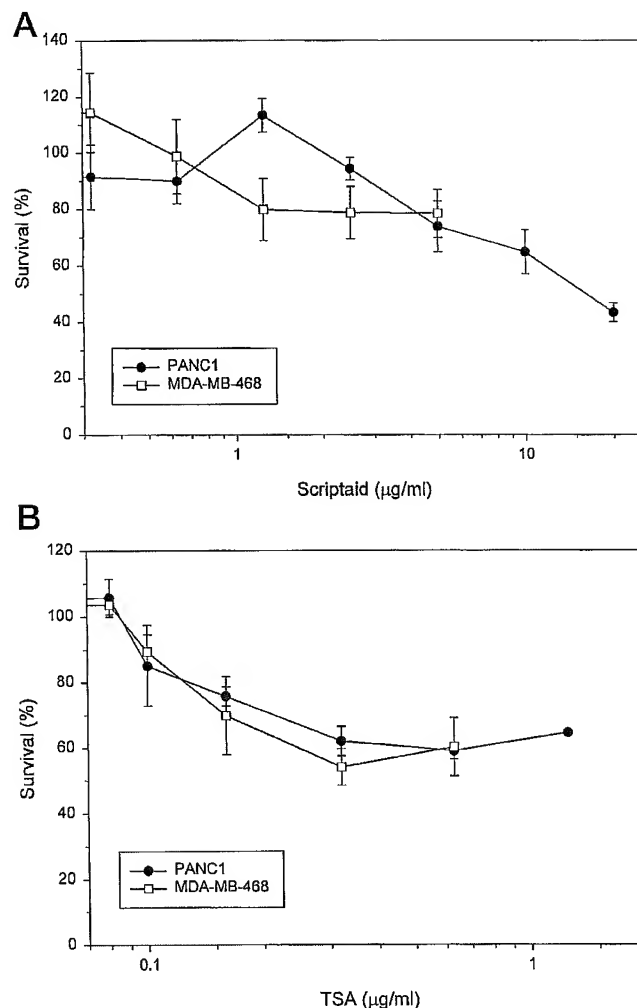 A
140
120
100
80
60
40
20
0
Survival (%)
PANC1
MDA-MB-468
1
10
Scriptaid (µg/ml)
B
120
100
80
60
40
20
0
Survival (%)
PANC1
MDA-MB-468
0.1
1
TSA (µg/ml)